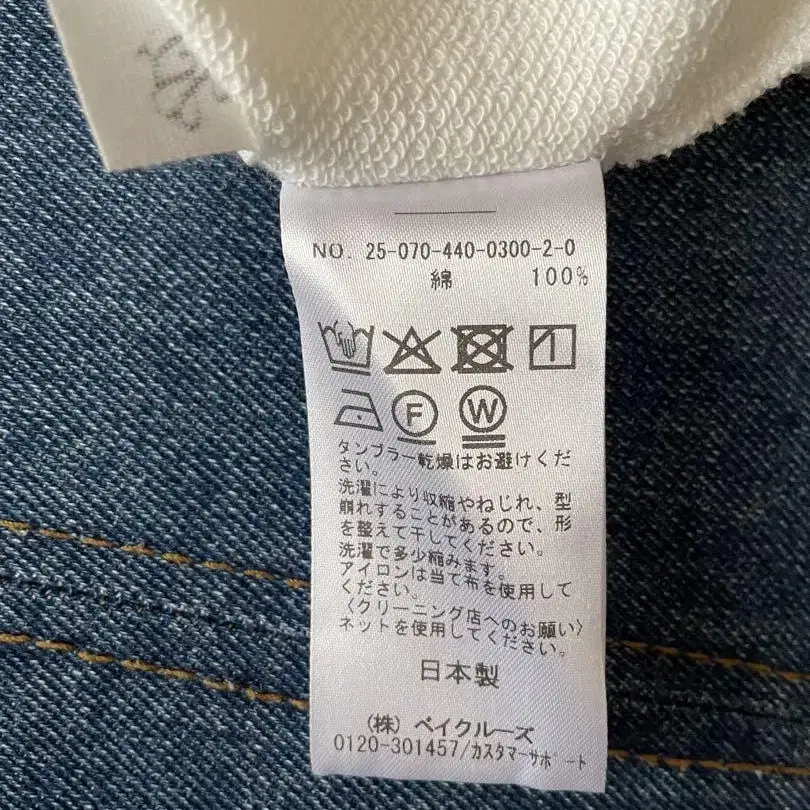 NO. 25-070-440-0300-2-0
綿 100%
F W
タンブラー乾燥はお避けくだ
さい。
洗濯により収縮やねじれ、型
崩れすることがあるので、形
を整えて干してください。
洗濯で多少縮みます。
アイロンは当て布を使用して
ください。
〈クリーニング店へのお願い〉
ネットを使用してください。
日本製
(株) ベイクルーズ
0120-301457/カスタマーサポート